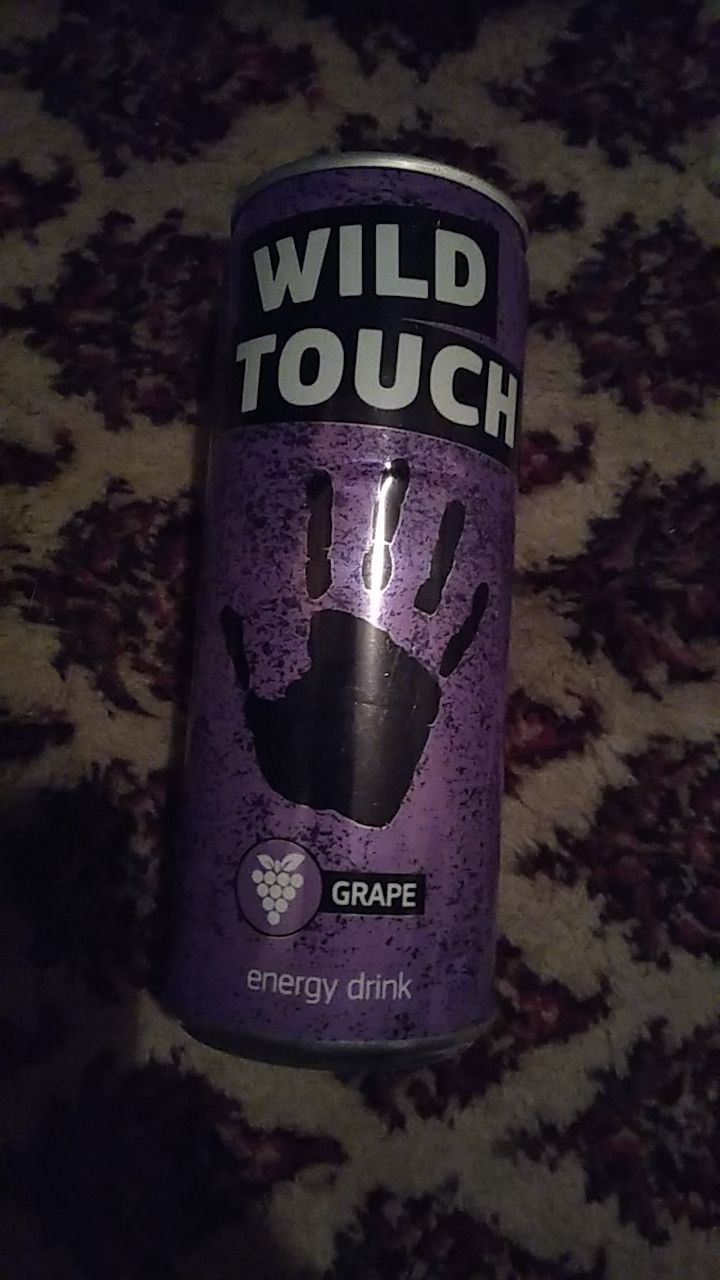 WILD
TOUCH
GRAPE
energy drink